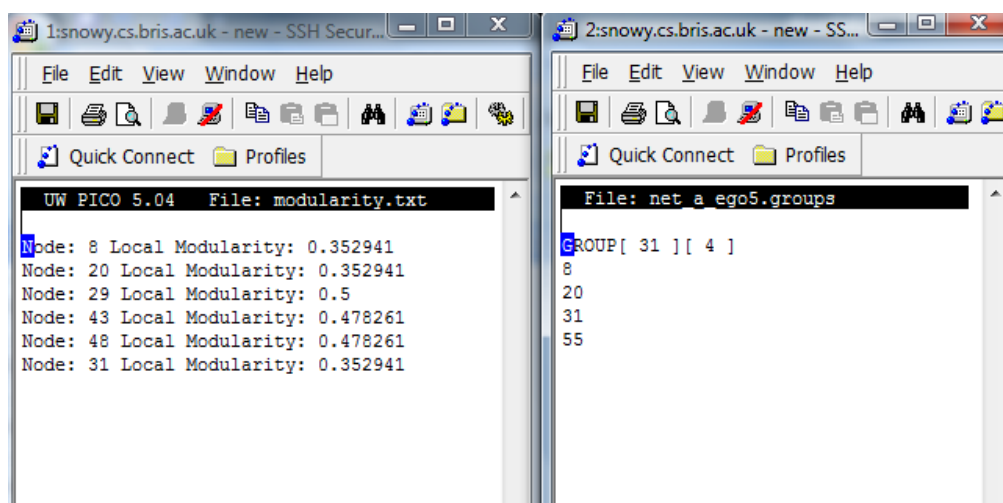 1:snowy.cs.bris.ac.uk - new - SSH Secur...
File Edit View Window Help
Quick Connect Profiles
UW PICO 5.04 File: modularity.txt
Node: 8 Local Modularity: 0.352941
Node: 20 Local Modularity: 0.352941
Node: 29 Local Modularity: 0.5
Node: 43 Local Modularity: 0.478261
Node: 48 Local Modularity: 0.478261
Node: 31 Local Modularity: 0.352941
2:snowy.cs.bris.ac.uk - new - SS...
File Edit View Window Help
Quick Connect Profiles
File: net_a_ego5.groups
GROUP[ 31 ][ 4 ]
8
20
31
55